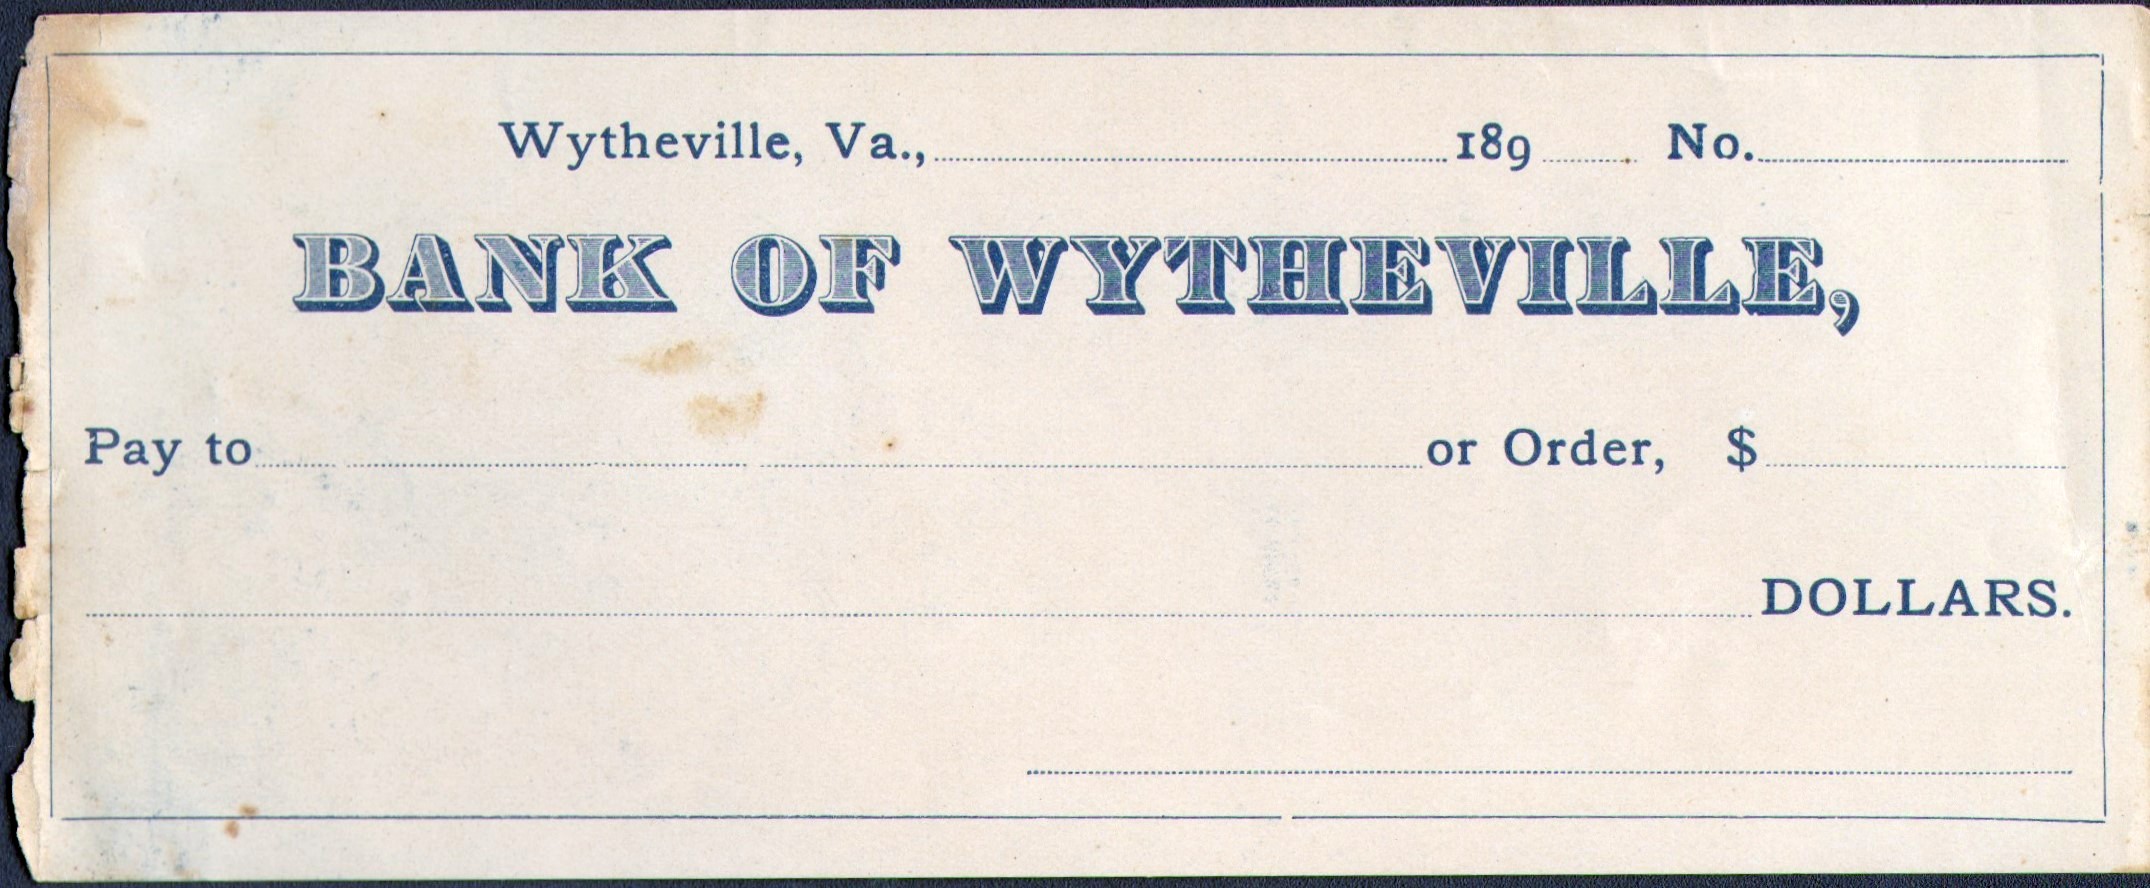 Wytheville, Va., 189 No.
BANK OF WYTHEVILLE,
Pay to or Order, $
DOLLARS.